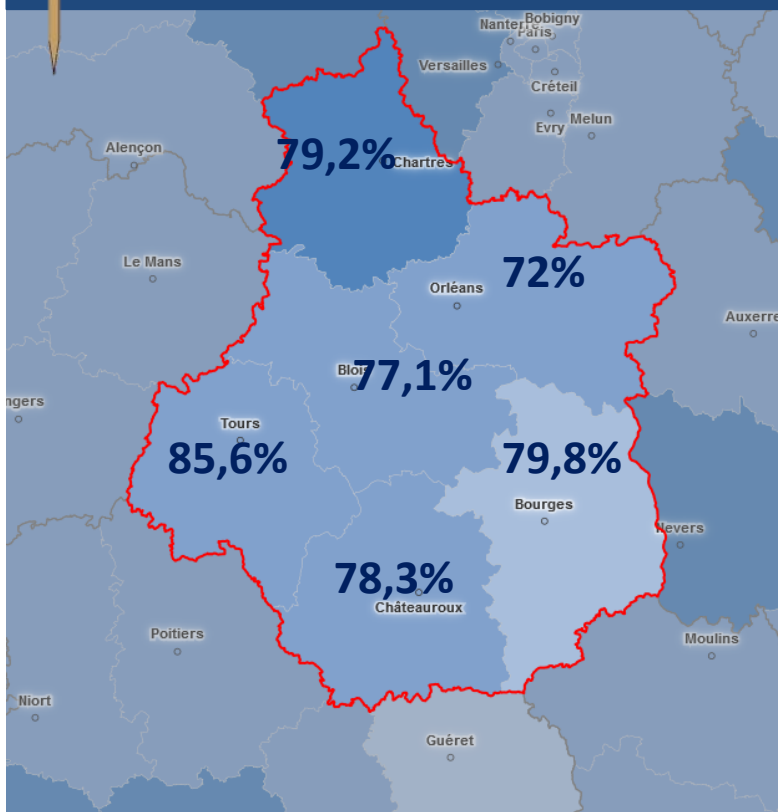 Bobigny
Nanterre
Paris
Versailles
Créteil
Melun
Evry
Alençon
79,2%
Chartres
Le Mans
72%
Orléans
Auxerre
Blois
77,1%
ngers
Tours
85,6%
79,8%
Bourges
Nevers
78,3%
Châteauroux
Poitiers
Moulins
Niort
Guéret